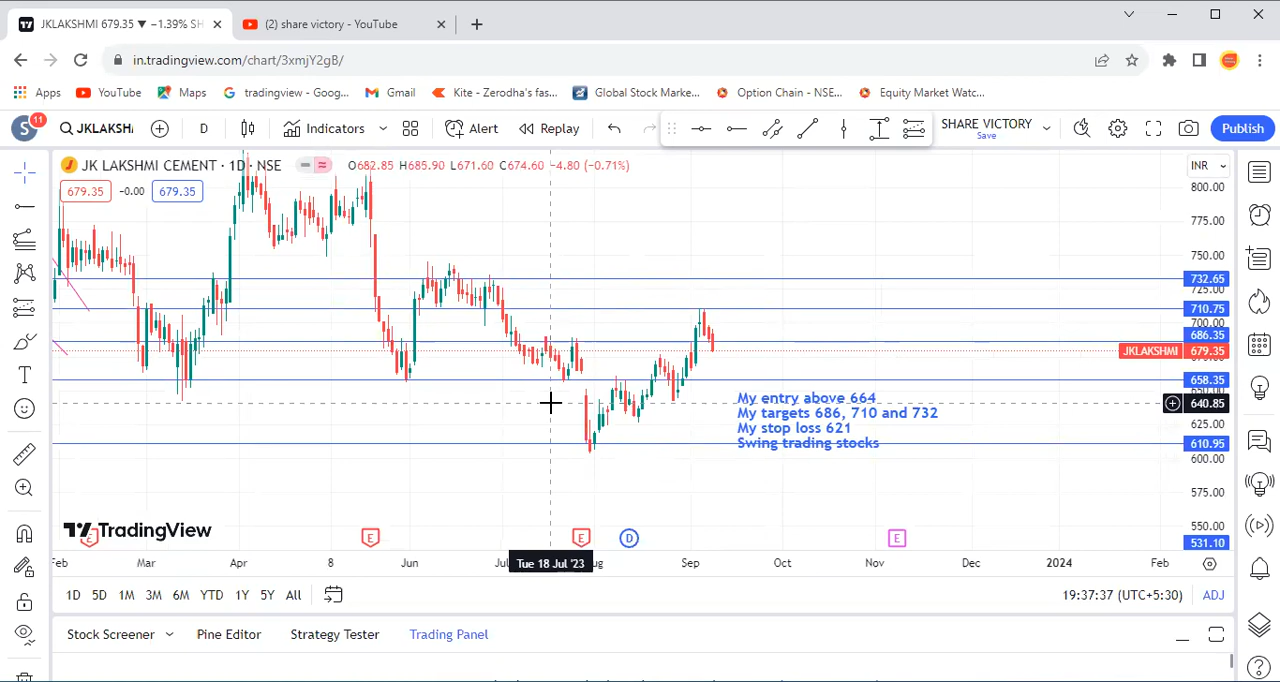 JKLAKSHMI 679.35 ▼ −1.39% SH
(2) share victory - YouTube
in.tradingview.com/chart/3xmjY2gB/
Apps YouTube Maps tradingview - Goog... Gmail Kite - Zerodha's fas... Global Stock Marke... Option Chain - NSE... Equity Market Watc...
S 11 JKLAKSHI D Indicators Alert Replay SHARE VICTORY Save Publish
JK LAKSHMI CEMENT · 1D · NSE O682.85 H685.90 L671.60 C674.60 −4.80 (−0.71%) INR
679.35 -0.00 679.35
800.00
775.00
750.00
732.65
725.00
710.75
700.00
686.35
JKLAKSHMI 679.35
658.35
My entry above 664
640.85
My targets 686, 710 and 732
My stop loss 621
625.00
Swing trading stocks
610.95
600.00
575.00
TradingView
550.00
E E E D E
531.10
Feb Mar Apr 8 Jun Jul Tue 18 Jul '23 Aug Sep Oct Nov Dec 2024 Feb
1D 5D 1M 3M 6M YTD 1Y 5Y All 19:37:37 (UTC+5:30) ADJ
Stock Screener Pine Editor Strategy Tester Trading Panel